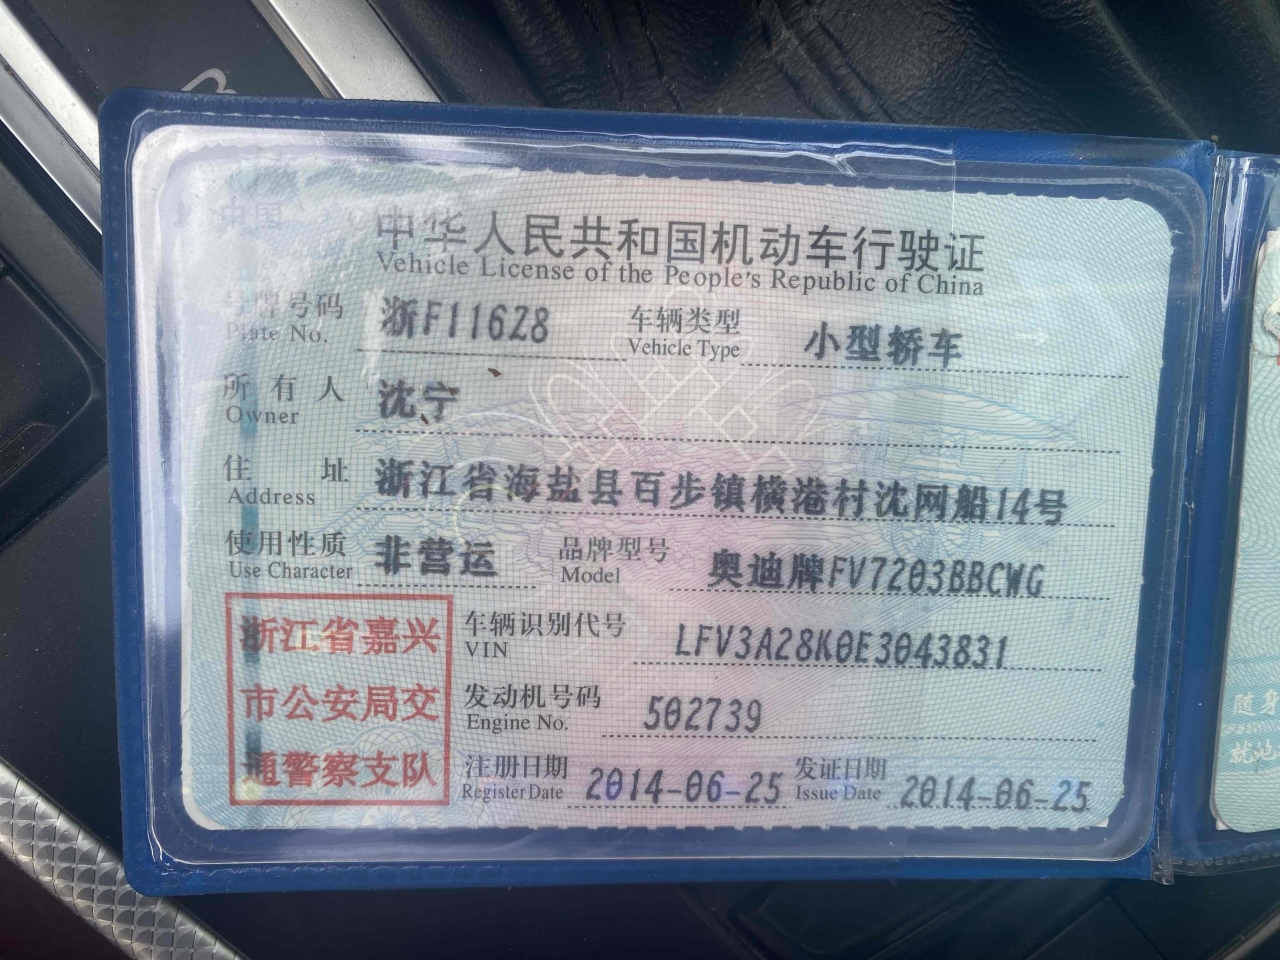 中华人民共和国机动车行驶证
Vehicle License of the People's Republic of China
号牌号码 浙F116Z8 车辆类型 小型轿车
Plate No. Vehicle Type
所有人 沈宁
Owner
住址 浙江省海盐县百步镇横港村沈网船14号
Address
使用性质 非营运 品牌型号 奥迪牌FV7203BBCWG
Use Character Model
浙江省嘉兴
市公安局交
通警察支队
车辆识别代号 LFV3A28K0E3043831
VIN
发动机号码 502739
Engine No.
注册日期 2014-06-25 发证日期 2014-06-25
Register Date Issue Date
随身
就地